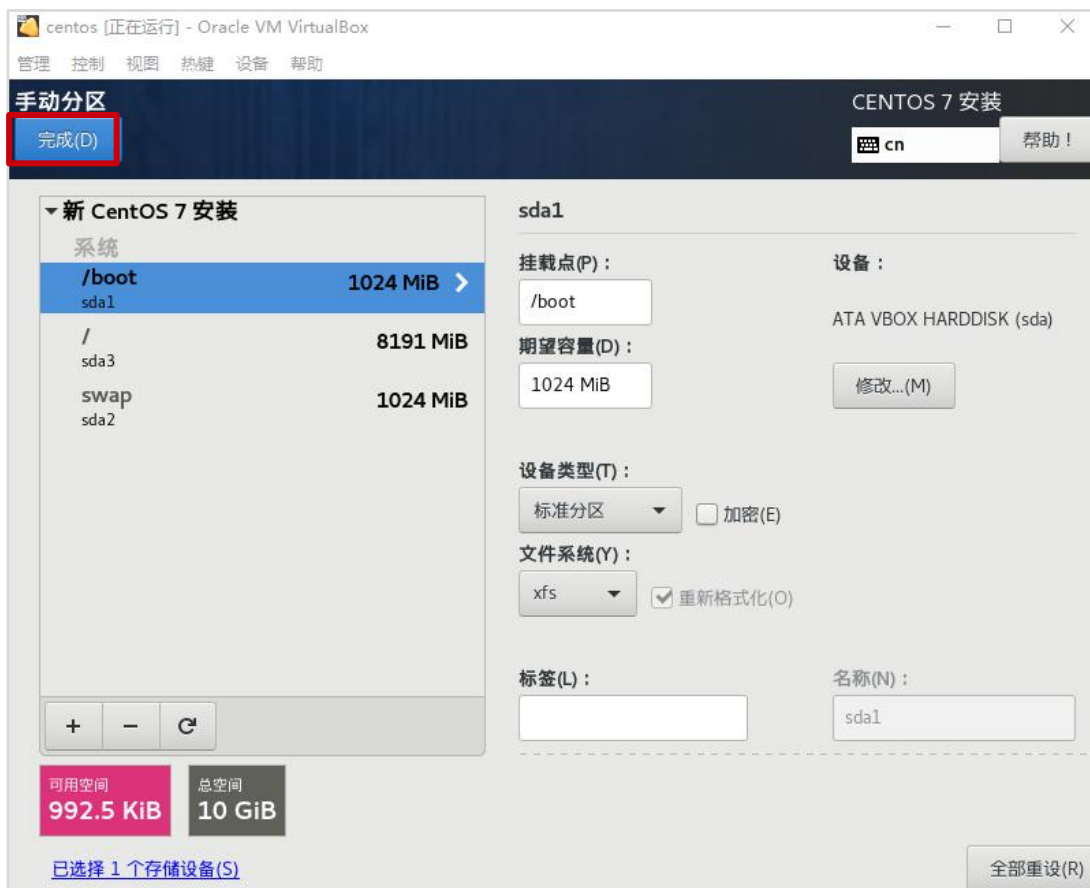 centos [正在运行] - Oracle VM VirtualBox
管理 控制 视图 热键 设备 帮助
手动分区
CENTOS 7 安装
完成(D)
cn
帮助！
新 CentOS 7 安装
系统
/boot
1024 MiB
sda1
/
8191 MiB
sda3
swap
1024 MiB
sda2
可用空间
992.5 KiB
总空间
10 GiB
已选择 1 个存储设备(S)
sda1
挂载点(P)：
/boot
期望容量(D)：
1024 MiB
设备：
ATA VBOX HARDDISK (sda)
修改...(M)
设备类型(T)：
标准分区
加密(E)
文件系统(Y)：
xfs
重新格式化(O)
标签(L)：
名称(N)：
sda1
全部重设(R)